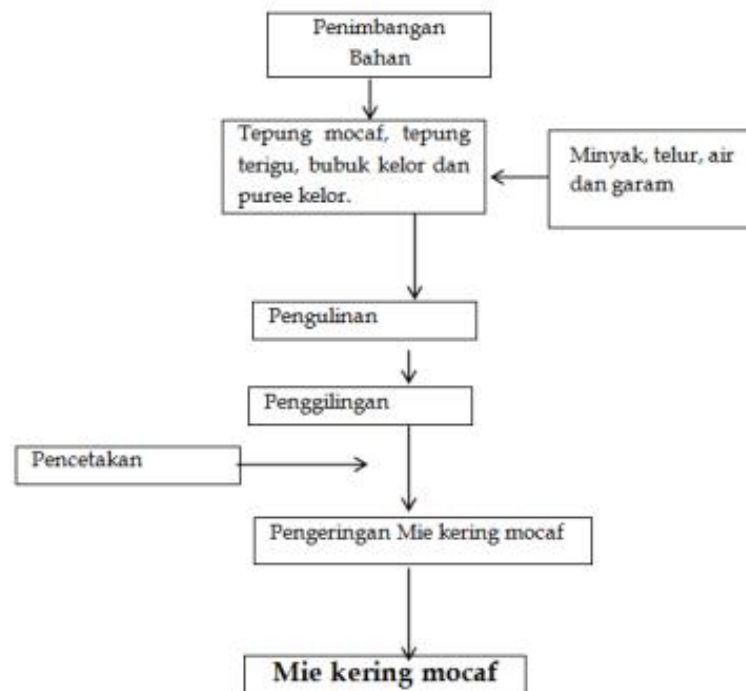 Penimbangan
Bahan
Tepung mocaf, tepung
terigu, bubuk kelor dan
puree kelor.
Minyak, telur, air
dan garam
Pengulinan
Penggilingan
Pencetakan
Pengeringan Mie kering mocaf
Mie kering mocaf